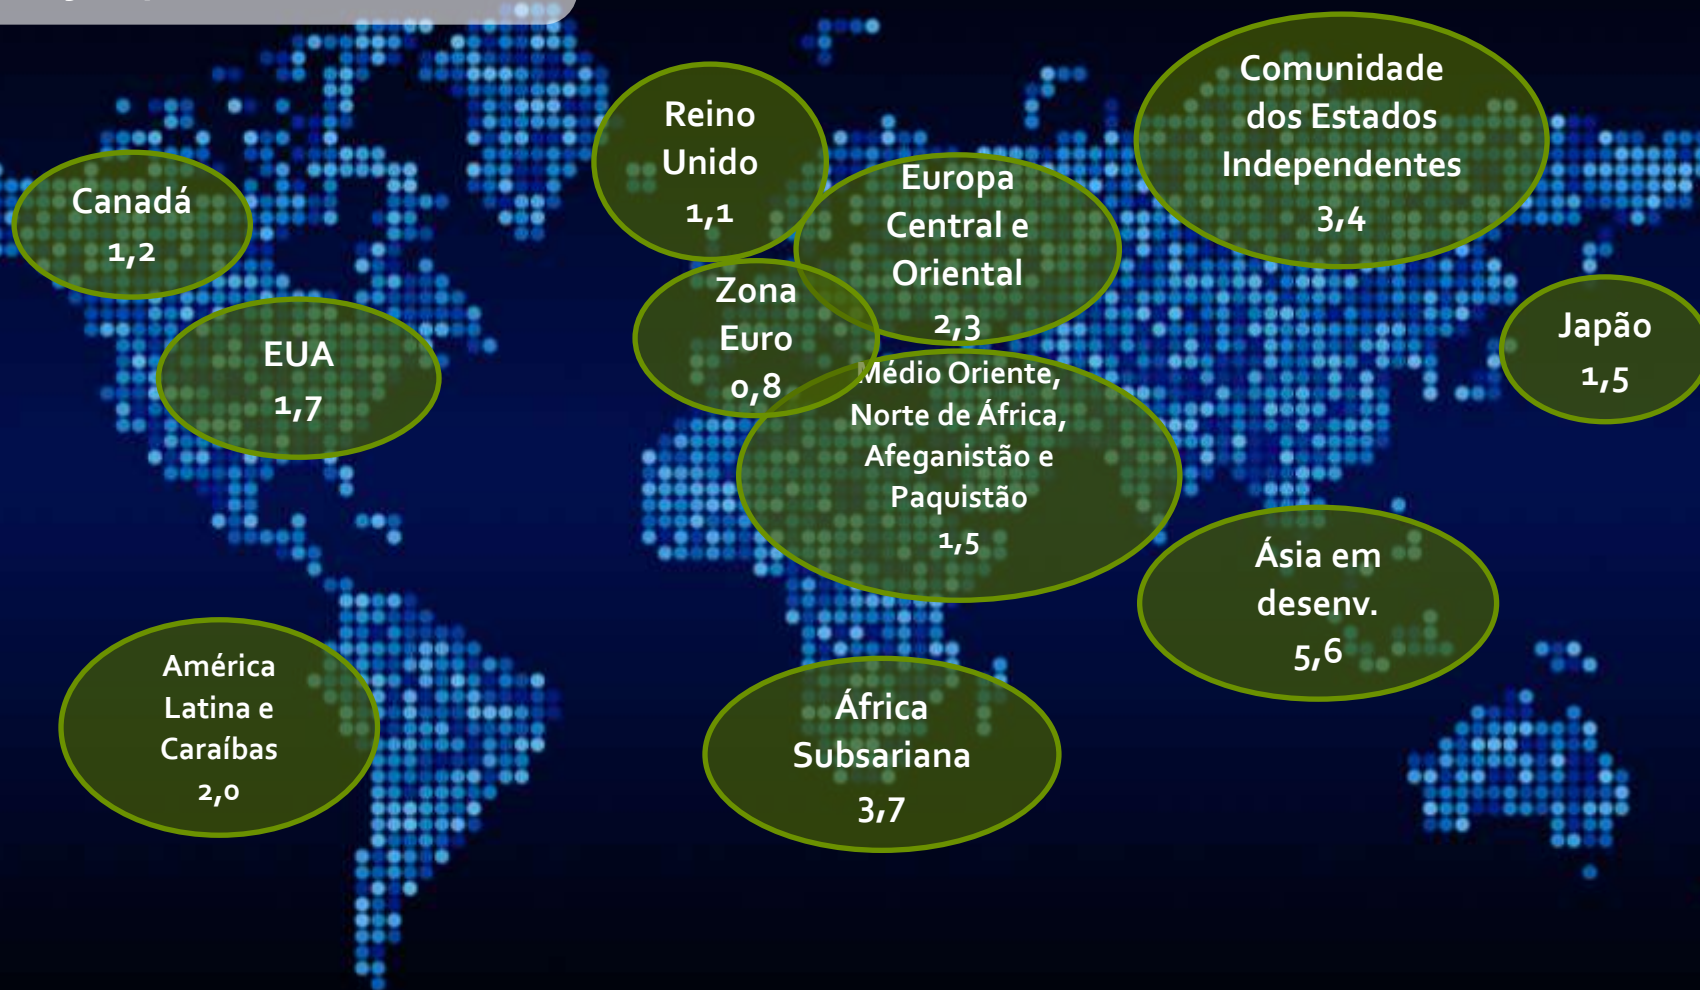 Canadá
1,2
EUA
1,7
América
Latina e
Caraíbas
2,0
Reino
Unido
1,1
Zona
Euro
0,8
Europa
Central e
Oriental
2,3
Médio Oriente,
Norte de África,
Afeganistão e
Paquistão
1,5
África
Subsariana
3,7
Comunidade
dos Estados
Independentes
3,4
Japão
1,5
Ásia em
desenv.
5,6